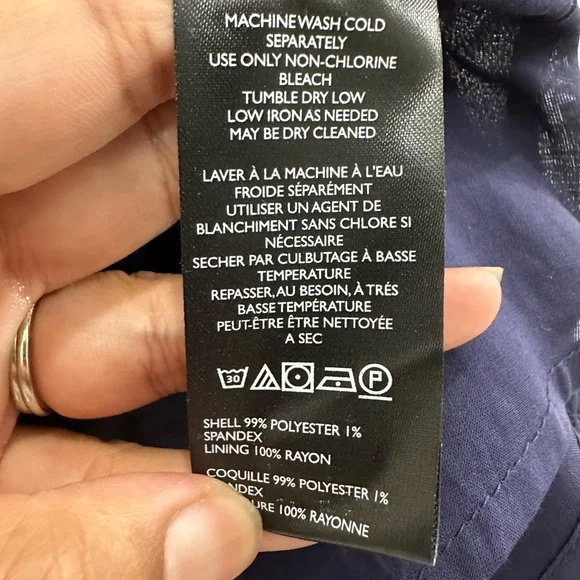 MACHINE WASH COLD
SEPARATELY
USE ONLY NON-CHLORINE
BLEACH
TUMBLE DRY LOW
LOW IRON AS NEEDED
MAY BE DRY CLEANED
LAVER À LA MACHINE À L'EAU
FROIDE SÉPARÉMENT
UTILISER UN AGENT DE
BLANCHIMENT SANS CHLORE SI
NÉCESSAIRE
SECHER PAR CULBUTAGE À BASSE
TEMPERATURE
REPASSER, AU BESOIN, À TRÉS
BASSE TEMPÉRATURE
PEUT-ÊTRE ÊTRE NETTOYÉE
A SEC
30 P
SHELL 99% POLYESTER 1%
SPANDEX
LINING 100% RAYON
COQUILLE 99% POLYESTER 1%
100% RAYONNE